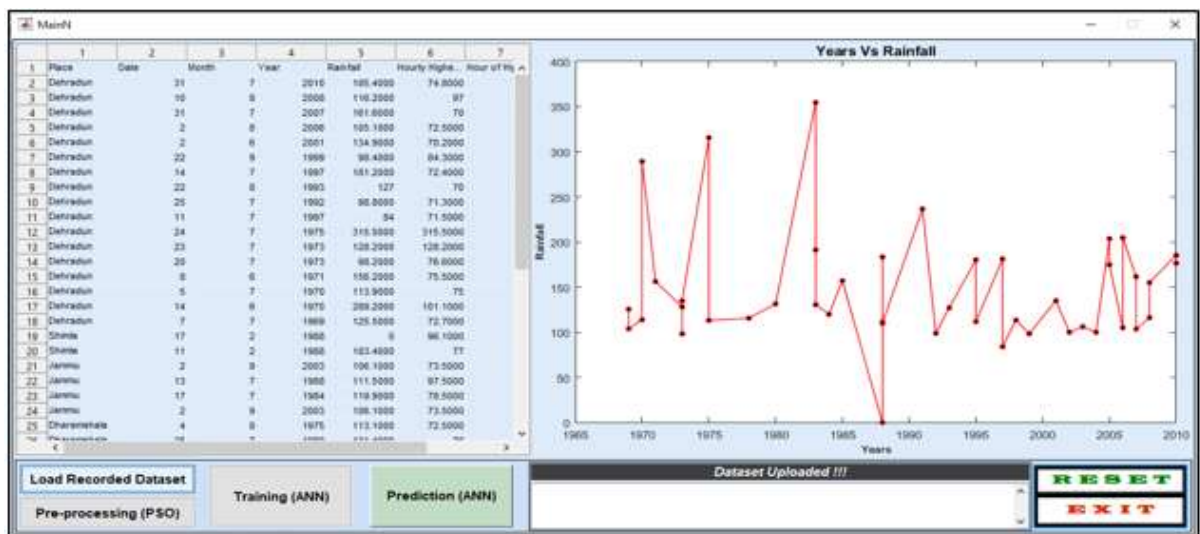 MainN
1 2 3 4 5 6 7
1 Place Date Month Year Rainfall Hourly Highe... Hour of Hi
2 Dehradun 31 7 2010 185.4000 74.8000
3 Dehradun 10 8 2008 116.2000 97
4 Dehradun 31 7 2007 161.6000 70
5 Dehradun 2 8 2006 105.1000 72.5000
6 Dehradun 2 6 2001 134.9000 70.2000
7 Dehradun 22 9 1999 98.4000 84.3000
8 Dehradun 14 7 1997 181.2000 72.4000
9 Dehradun 22 8 1993 127 70
10 Dehradun 25 7 1992 98.8000 71.3000
11 Dehradun 11 7 1997 84 71.5000
12 Dehradun 24 7 1975 315.5000 315.5000
13 Dehradun 23 7 1973 128.2000 128.2000
14 Dehradun 20 7 1973 98.2000 76.6000
15 Dehradun 8 6 1971 156.2000 75.5000
16 Dehradun 5 7 1970 113.9000 75
17 Dehradun 14 6 1970 289.2000 101.1000
18 Dehradun 7 7 1969 125.5000 72.7000
19 Shimla 17 2 1988 0 96.1000
20 Shimla 11 2 1988 183.4000 77
21 Jammu 2 9 2003 106.1000 73.5000
22 Jammu 13 7 1988 111.5000 97.5000
23 Jammu 17 7 1984 119.9000 78.5000
24 Jammu 2 9 2003 106.1000 73.5000
25 Dharamshala 4 8 1975 113.1000 72.5000
Years Vs Rainfall
400
350
300
250
200
150
100
50
0
Rainfall
1965 1970 1975 1980 1985 1990 1995 2000 2005 2010
Years
Load Recorded Dataset
Pre-processing (PSO)
Training (ANN)
Prediction (ANN)
Dataset Uploaded !!!
RESET
EXIT